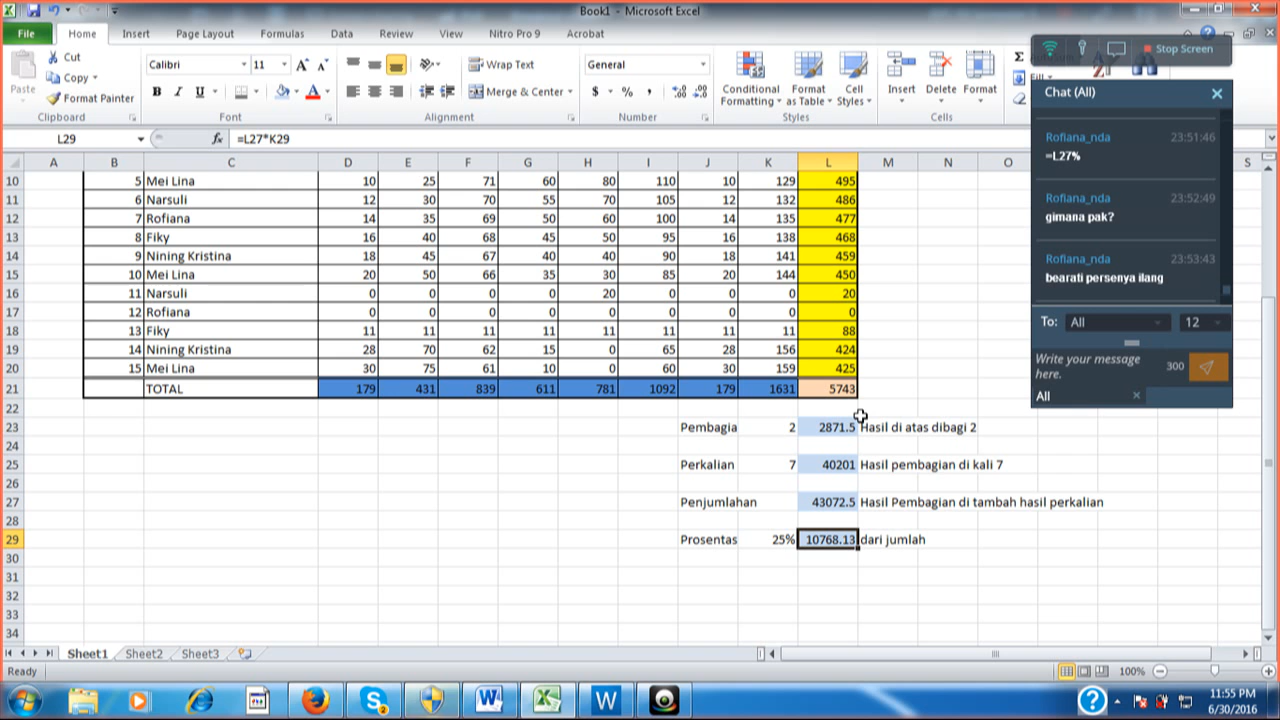 Book1 - Microsoft Excel
File Home Insert Page Layout Formulas Data Review View Nitro Pro 9 Acrobat
Cut
Copy
Format Painter
Paste
Clipboard
Calibri 11
B I U
Font
Wrap Text
Merge & Center
Alignment
General
$ % ,
Number
Conditional Formatting
Format as Table
Cell Styles
Styles
Insert Delete Format
Cells
Stop Screen
L29 fx =L27*K29
A B C D E F G H I J K L M N O S
10 5 Mei Lina 10 25 71 60 80 110 10 129 495
11 6 Narsuli 12 30 70 55 70 105 12 132 486
12 7 Rofiana 14 35 69 50 60 100 14 135 477
13 8 Fiky 16 40 68 45 50 95 16 138 468
14 9 Nining Kristina 18 45 67 40 40 90 18 141 459
15 10 Mei Lina 20 50 66 35 30 85 20 144 450
16 11 Narsuli 0 0 0 0 20 0 0 0 20
17 12 Rofiana 0 0 0 0 0 0 0 0 0
18 13 Fiky 11 11 11 11 11 11 11 11 88
19 14 Nining Kristina 28 70 62 15 0 65 28 156 424
20 15 Mei Lina 30 75 61 10 0 60 30 159 425
21 TOTAL 179 431 839 611 781 1092 179 1631 5743
22
23 Pembagia 2 2871.5 Hasil di atas dibagi 2
24
25 Perkalian 7 40201 Hasil pembagian di kali 7
26
27 Penjumlahan 43072.5 Hasil Pembagian di tambah hasil perkalian
28
29 Prosentas 25% 10768.13 dari jumlah
30
31
32
33
34
Chat (All)
Rofiana_nda 23:51:46
=L27%
Rofiana_nda 23:52:49
gimana pak?
Rofiana_nda 23:53:43
bearati persenya ilang
To: All 12
Write your message here. 300
All
Sheet1 Sheet2 Sheet3
Ready 100%
11:55 PM
6/30/2016